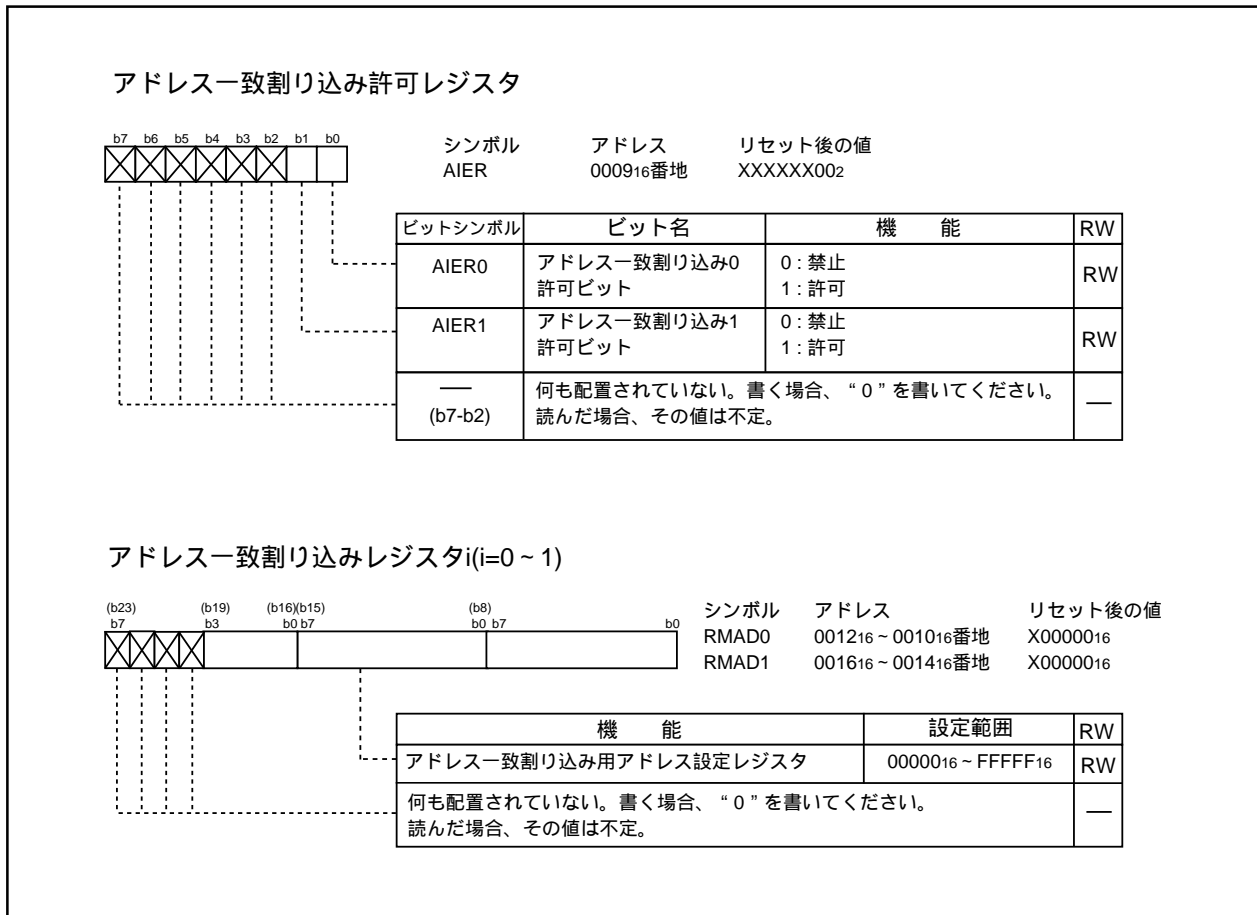 アドレス一致割り込み許可レジスタ
b7 b6 b5 b4 b3 b2 b1 b0
シンボル アドレス リセット後の値
AIER 000916番地 XXXXXX002
ビットシンボル ビット名 機 能 RW
AIER0 アドレス一致割り込み0 0 : 禁止 RW
許可ビット 1 : 許可
AIER1 アドレス一致割り込み1 0 : 禁止 RW
許可ビット 1 : 許可
— 何も配置されていない。書く場合、“ 0 ” を書いてください。 —
(b7-b2) 読んだ場合、その値は不定。
アドレス一致割り込みレジスタi(i=0 ~ 1)
(b23) (b19) (b16)(b15) (b8)
b7 b3 b0 b7 b0 b7 b0
シンボル アドレス リセット後の値
RMAD0 001216 ~ 001016番地 X0000016
RMAD1 001616 ~ 001416番地 X0000016
機 能 設定範囲 RW
アドレス一致割り込み用アドレス設定レジスタ 0000016 ~ FFFFF16 RW
何も配置されていない。書く場合、“ 0 ” を書いてください。 —
読んだ場合、その値は不定。